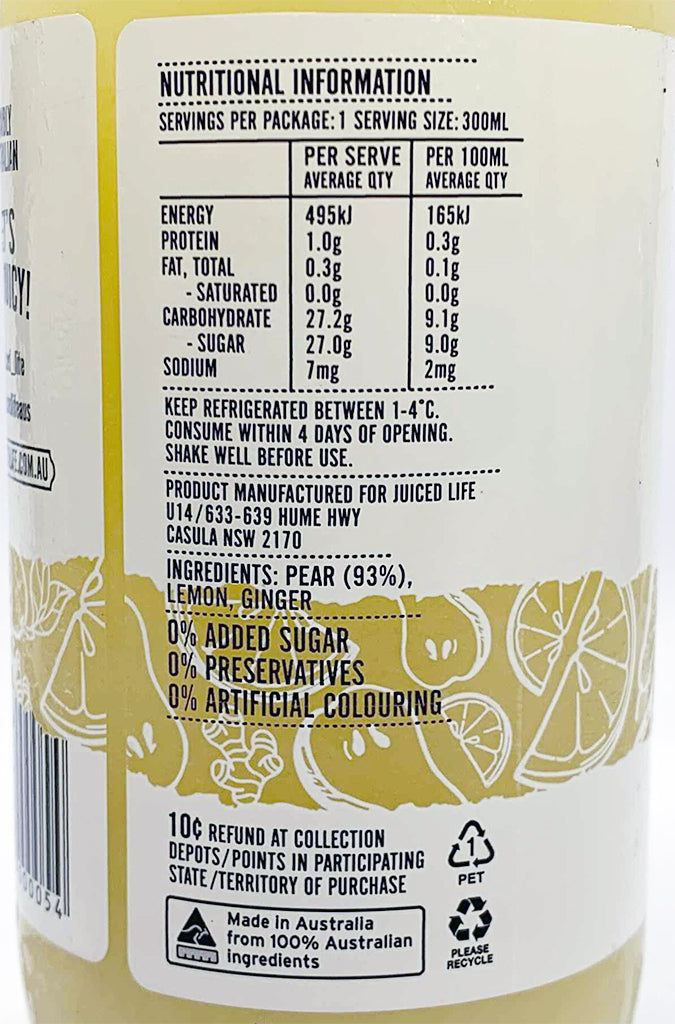 NUTRITIONAL INFORMATION
SERVINGS PER PACKAGE: 1 SERVING SIZE: 300ML
PER SERVE PER 100ML
AVERAGE QTY AVERAGE QTY
ENERGY 495kJ 165kJ
PROTEIN 1.0g 0.3g
FAT, TOTAL 0.3g 0.1g
- SATURATED 0.0g 0.0g
CARBOHYDRATE 27.2g 9.1g
- SUGAR 27.0g 9.0g
SODIUM 7mg 2mg
KEEP REFRIGERATED BETWEEN 1-4°C.
CONSUME WITHIN 4 DAYS OF OPENING.
SHAKE WELL BEFORE USE.
PRODUCT MANUFACTURED FOR JUICED LIFE
U14/633-639 HUME HWY
CASULA NSW 2170
INGREDIENTS: PEAR (93%),
LEMON, GINGER
0% ADDED SUGAR
0% PRESERVATIVES
0% ARTIFICIAL COLOURING
10¢ REFUND AT COLLECTION
DEPOTS/POINTS IN PARTICIPATING
STATE/TERRITORY OF PURCHASE
1
PET
Made in Australia
from 100% Australian
ingredients
PLEASE
RECYCLE
.COM.AU
0054